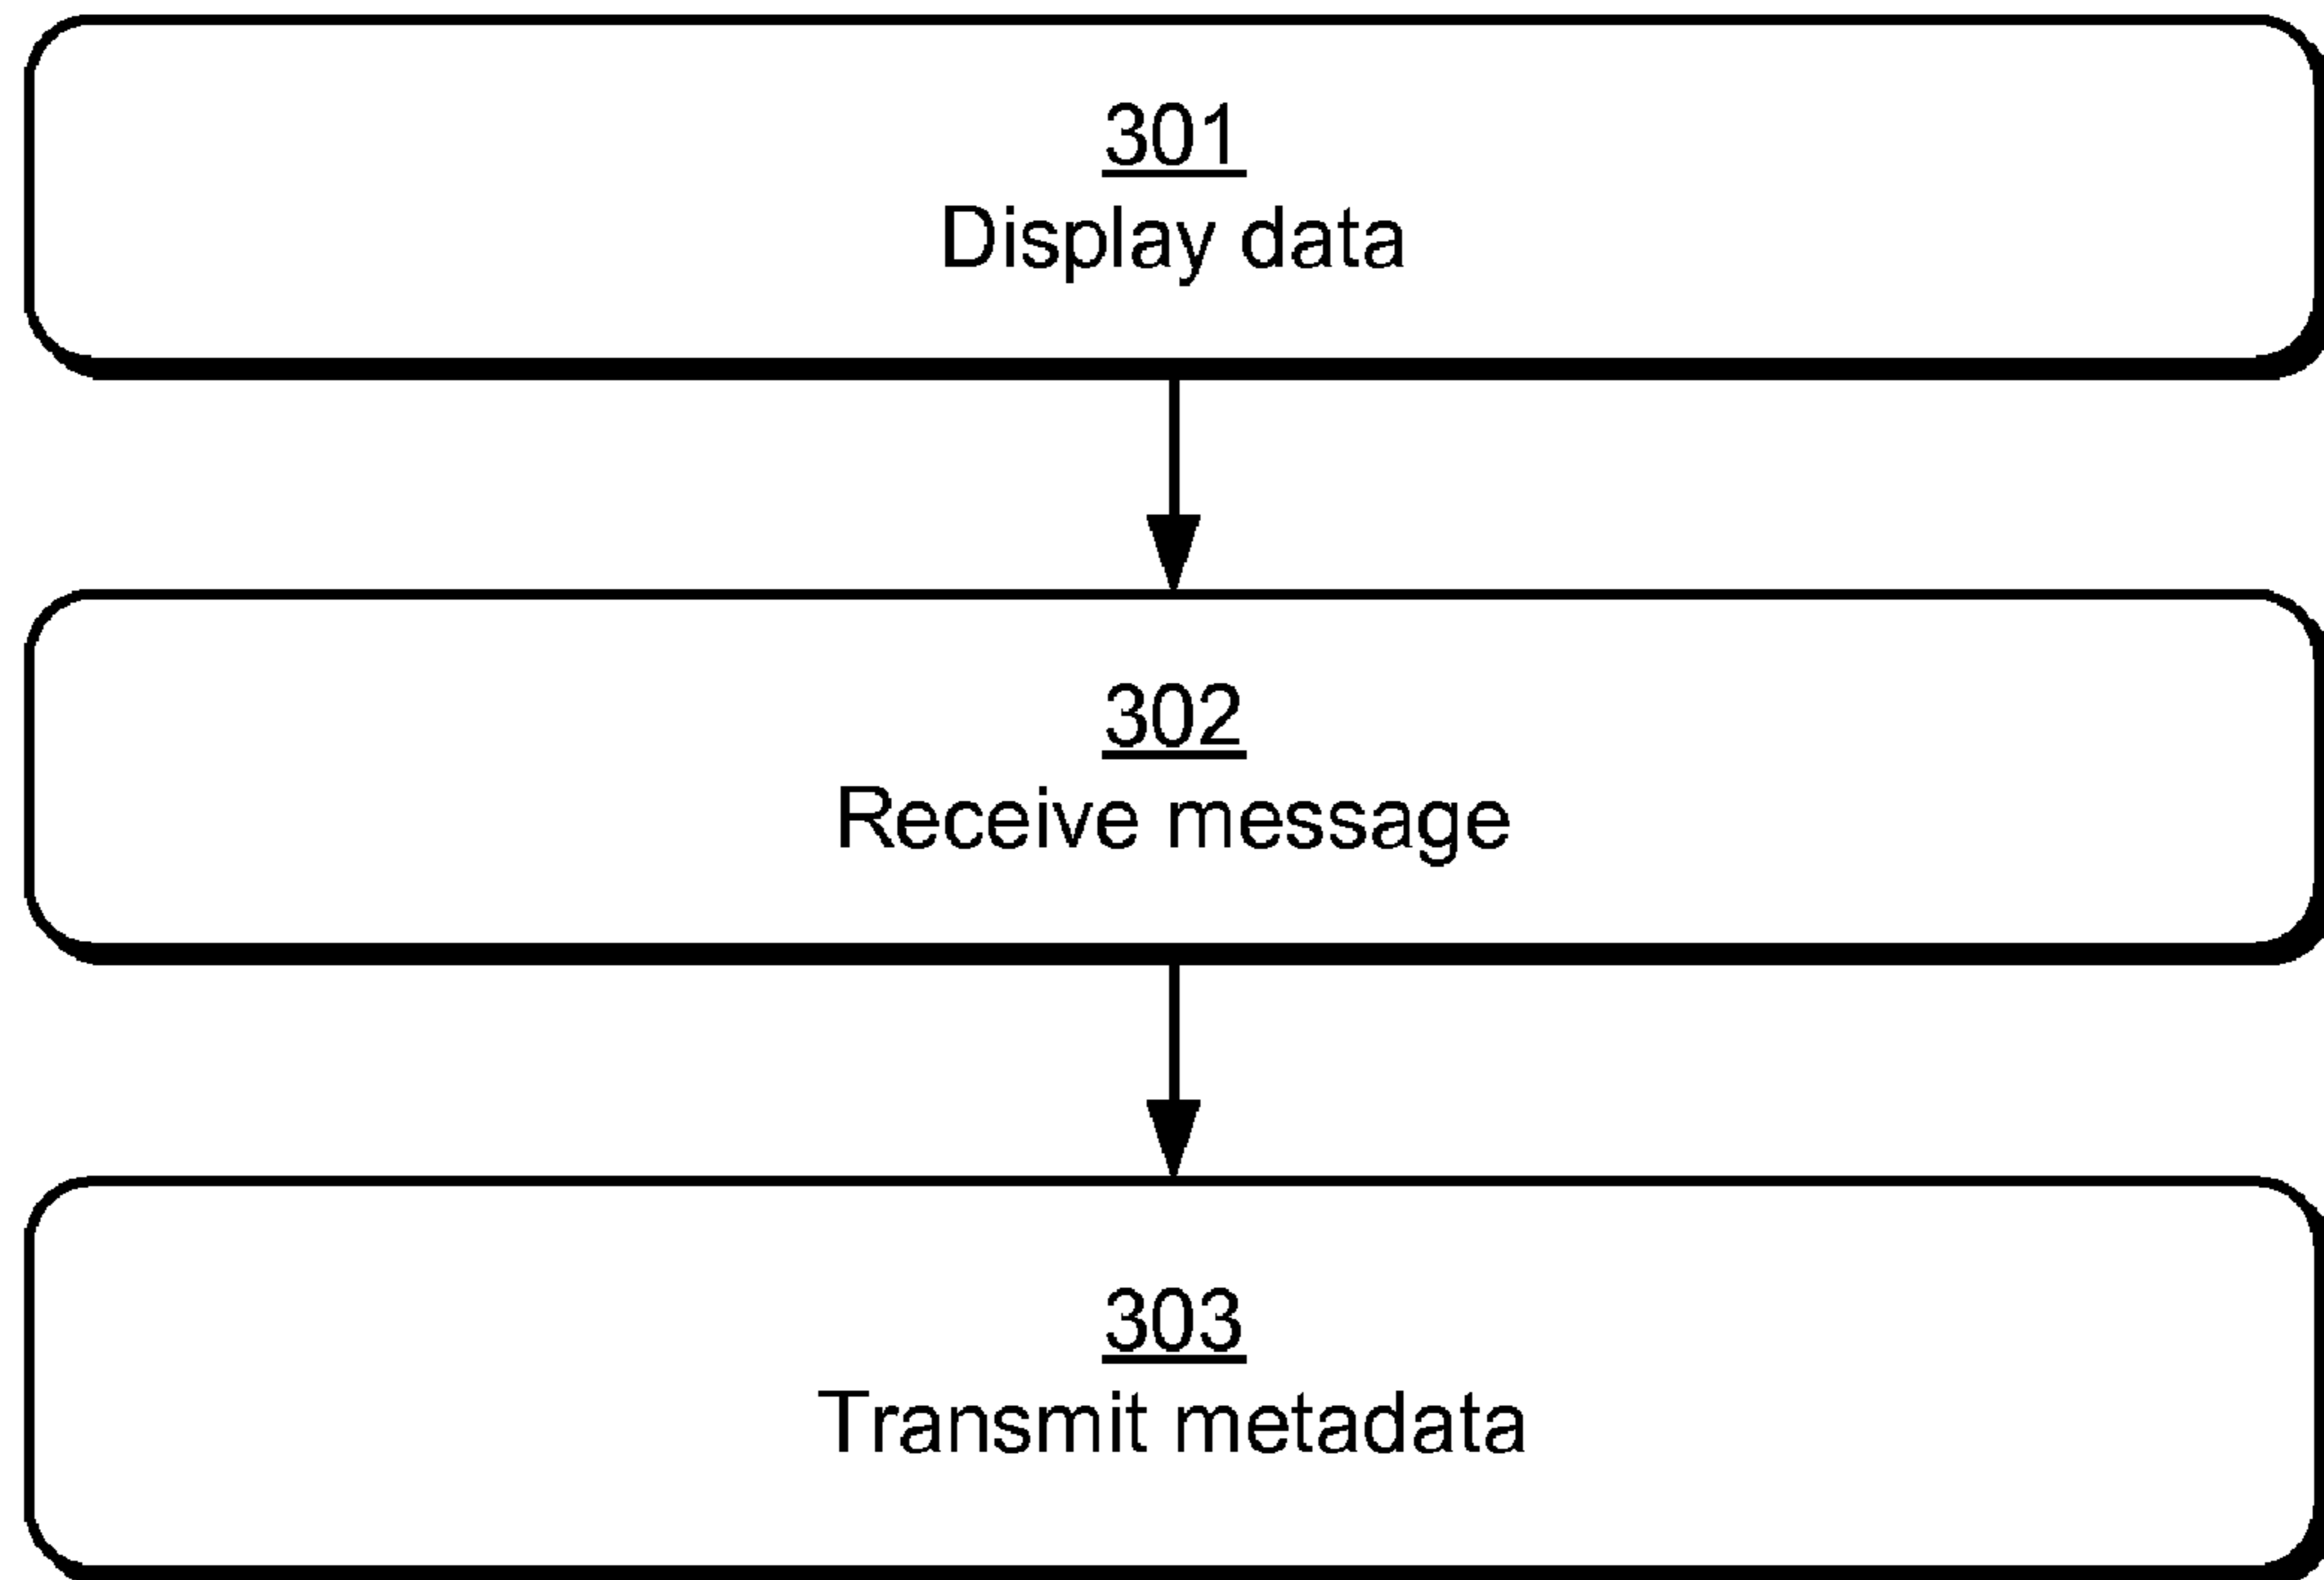 301
Display data
302
Receive message
303
Transmit metadata